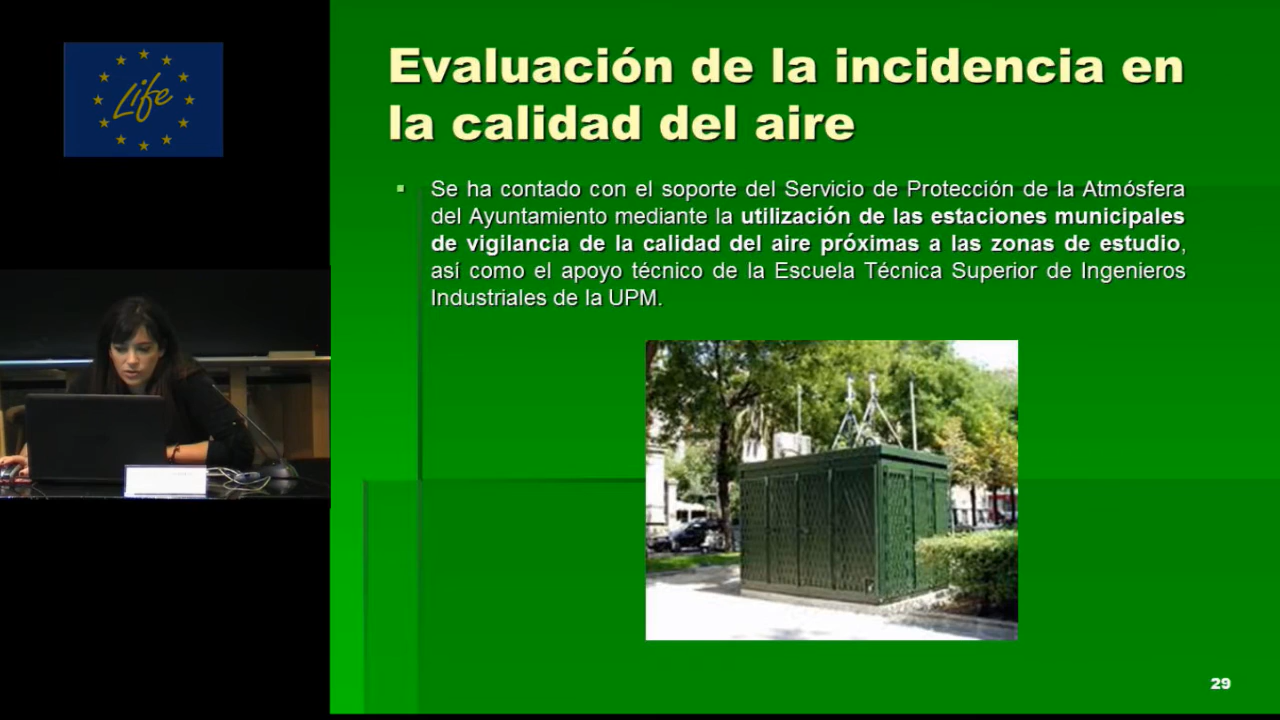 Life
Evaluación de la incidencia en
la calidad del aire
Se ha contado con el soporte del Servicio de Protección de la Atmósfera
del Ayuntamiento mediante la utilización de las estaciones municipales
de vigilancia de la calidad del aire próximas a las zonas de estudio,
así como el apoyo técnico de la Escuela Técnica Superior de Ingenieros
Industriales de la UPM.
29